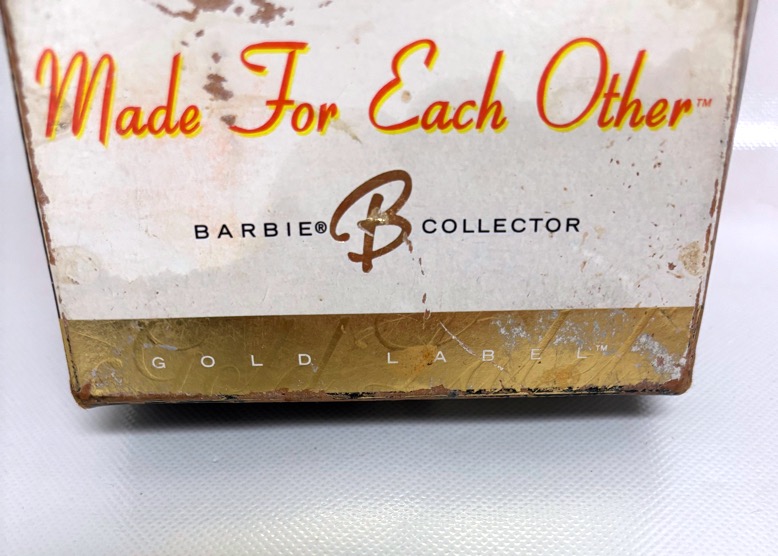 Made For Each Other™
BARBIE® B COLLECTOR
GOLD LABEL™